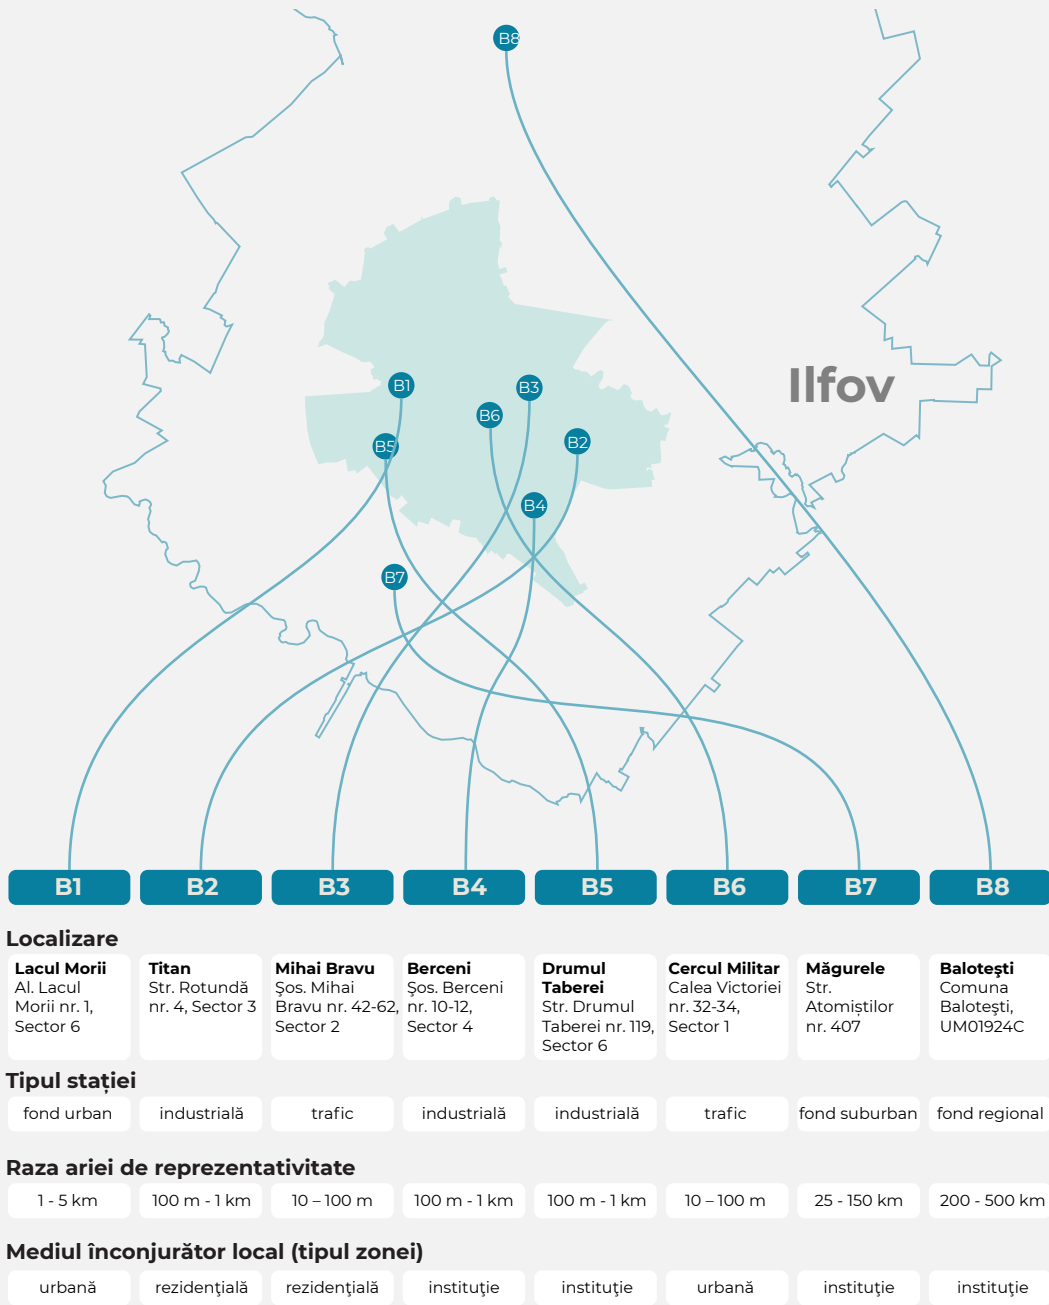 B8
Ilfov
B1
B3
B6
B5
B2
B4
B7
B1 B2 B3 B4 B5 B6 B7 B8
Localizare
Lacul Morii
Al. Lacul
Morii nr. 1,
Sector 6
Titan
Str. Rotundă
nr. 4, Sector 3
Mihai Bravu
Şos. Mihai
Bravu nr. 42-62,
Sector 2
Berceni
Şos. Berceni
nr. 10-12,
Sector 4
Drumul
Taberei
Str. Drumul
Taberei nr. 119,
Sector 6
Cercul Militar
Calea Victoriei
nr. 32-34,
Sector 1
Măgurele
Str.
Atomiștilor
nr. 407
Baloteşti
Comuna
Baloteşti,
UM01924C
Tipul stației
fond urban industrială trafic industrială industrială trafic fond suburban fond regional
Raza ariei de reprezentativitate
1 - 5 km 100 m - 1 km 10 – 100 m 100 m - 1 km 100 m - 1 km 10 – 100 m 25 - 150 km 200 - 500 km
Mediul înconjurător local (tipul zonei)
urbană rezidenţială rezidenţială instituţie instituţie urbană instituţie instituţie